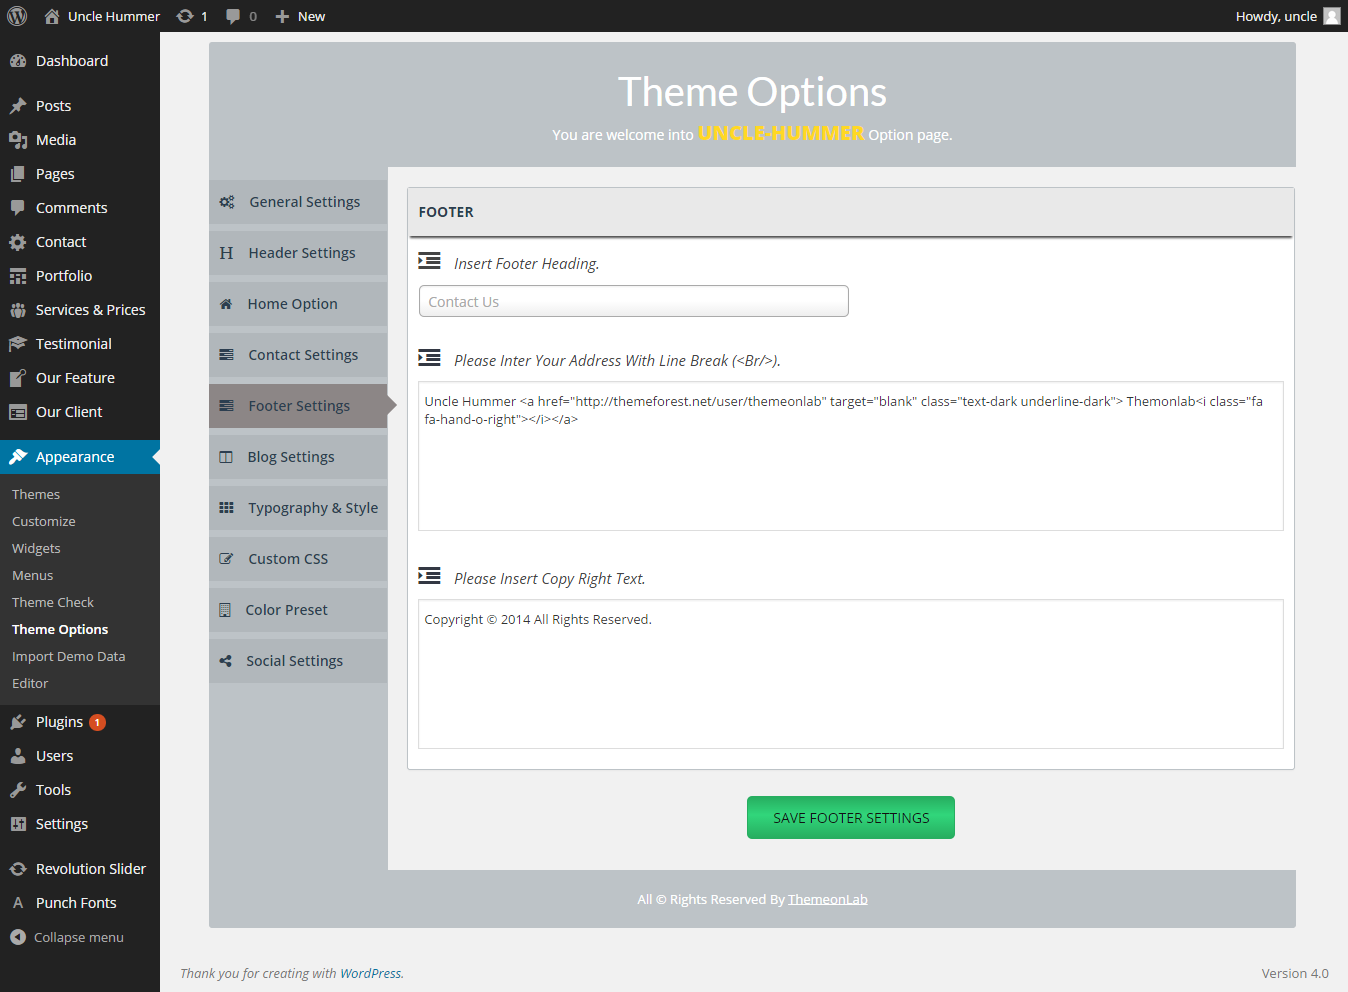 Uncle Hummer 1 0 New Howdy, uncle
Dashboard
Posts
Media
Pages
Comments
Contact
Portfolio
Services & Prices
Testimonial
Our Feature
Our Client
Appearance
Themes
Customize
Widgets
Menus
Theme Check
Theme Options
Import Demo Data
Editor
Plugins 1
Users
Tools
Settings
Revolution Slider
Punch Fonts
Collapse menu
Theme Options
You are welcome into UNCLE-HUMMER Option page.
General Settings
Header Settings
Home Option
Contact Settings
Footer Settings
Blog Settings
Typography & Style
Custom CSS
Color Preset
Social Settings
FOOTER
Insert Footer Heading.
Contact Us
Please Inter Your Address With Line Break (<Br/>).
Uncle Hummer <a href="http://themeforest.net/user/themeonlab" target="blank" class="text-dark underline-dark"> Themonlab<i class="fa
fa-hand-o-right"></i></a>
Please Insert Copy Right Text.
Copyright © 2014 All Rights Reserved.
SAVE FOOTER SETTINGS
All © Rights Reserved By ThemeonLab
Thank you for creating with WordPress.
Version 4.0